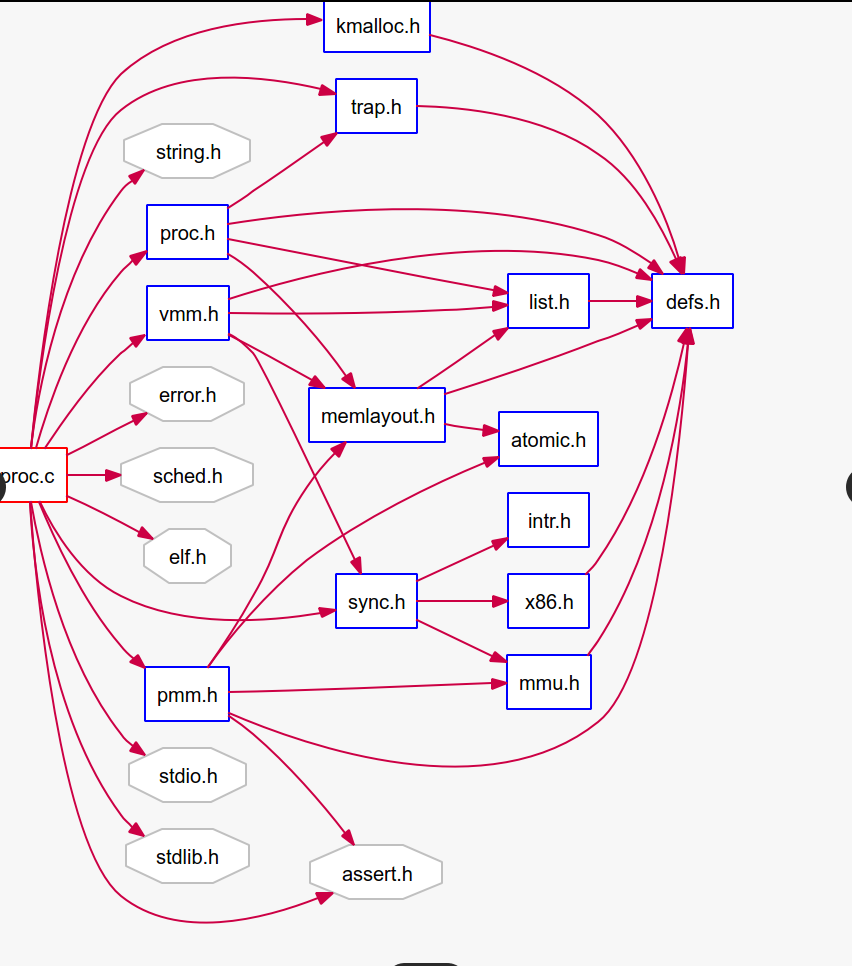 kmalloc.h
trap.h
string.h
proc.h
vmm.h
list.h
defs.h
error.h
memlayout.h
atomic.h
proc.c
sched.h
intr.h
elf.h
sync.h
x86.h
pmm.h
mmu.h
stdio.h
stdlib.h
assert.h